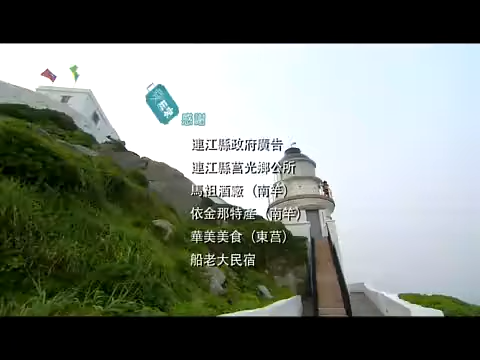 感謝
連江縣政府廣告
連江縣莒光鄉公所
馬祖酒廠（南竿）
依金那特產（南竿）
華美美食（東莒）
船老大民宿